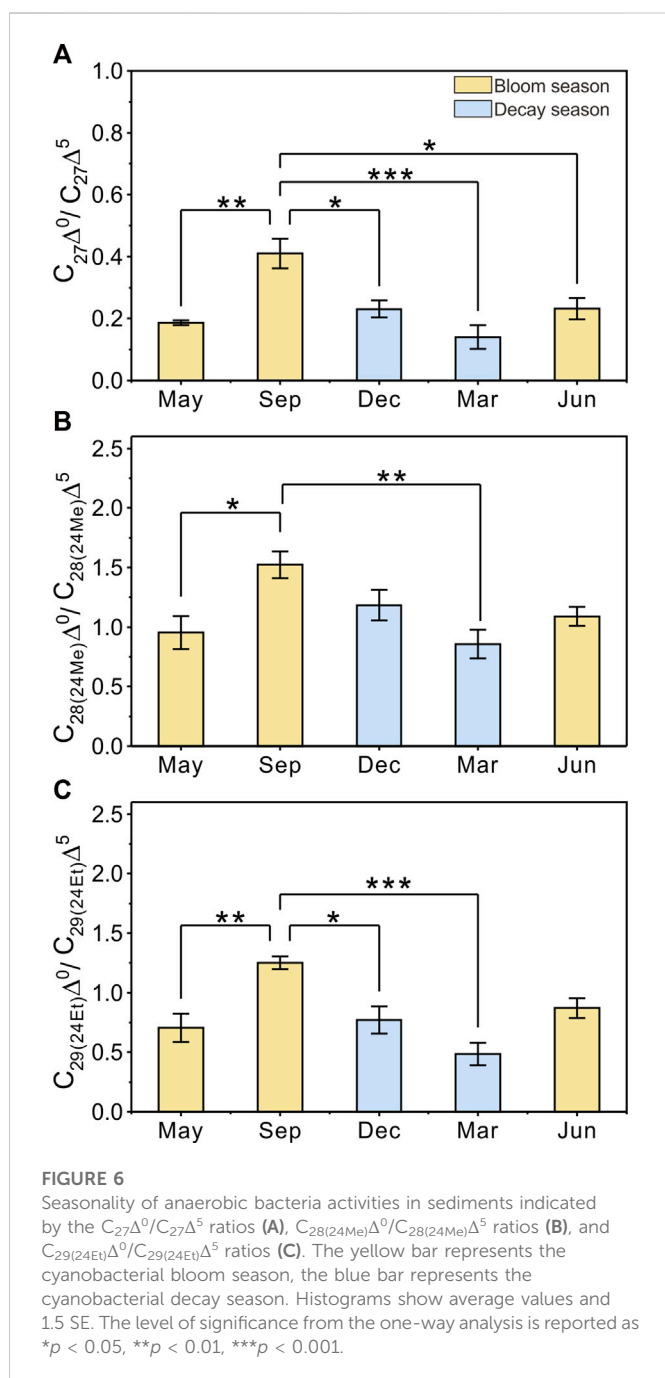 A
C₂₇Δ⁰/ C₂₇Δ⁵
1.0
0.8
0.6
0.4
0.2
0.0
Bloom season
Decay season
*
***
** *
May Sep Dec Mar Jun
B
C₂₈₍₂₄Me₎Δ⁰/ C₂₈₍₂₄Me₎Δ⁵
2.5
2.0
1.5
1.0
0.5
0.0
**
*
May Sep Dec Mar Jun
C
C₂₉₍₂₄Et₎Δ⁰/ C₂₉₍₂₄Et₎Δ⁵
2.5
2.0
1.5
1.0
0.5
0.0
***
** *
May Sep Dec Mar Jun
FIGURE 6
Seasonality of anaerobic bacteria activities in sediments indicated
by the C₂₇Δ⁰/C₂₇Δ⁵ ratios (A), C₂₈₍₂₄Me₎Δ⁰/C₂₈₍₂₄Me₎Δ⁵ ratios (B), and
C₂₉₍₂₄Et₎Δ⁰/C₂₉₍₂₄Et₎Δ⁵ ratios (C). The yellow bar represents the
cyanobacterial bloom season, the blue bar represents the
cyanobacterial decay season. Histograms show average values and
1.5 SE. The level of significance from the one-way analysis is reported as
*p < 0.05, **p < 0.01, ***p < 0.001.